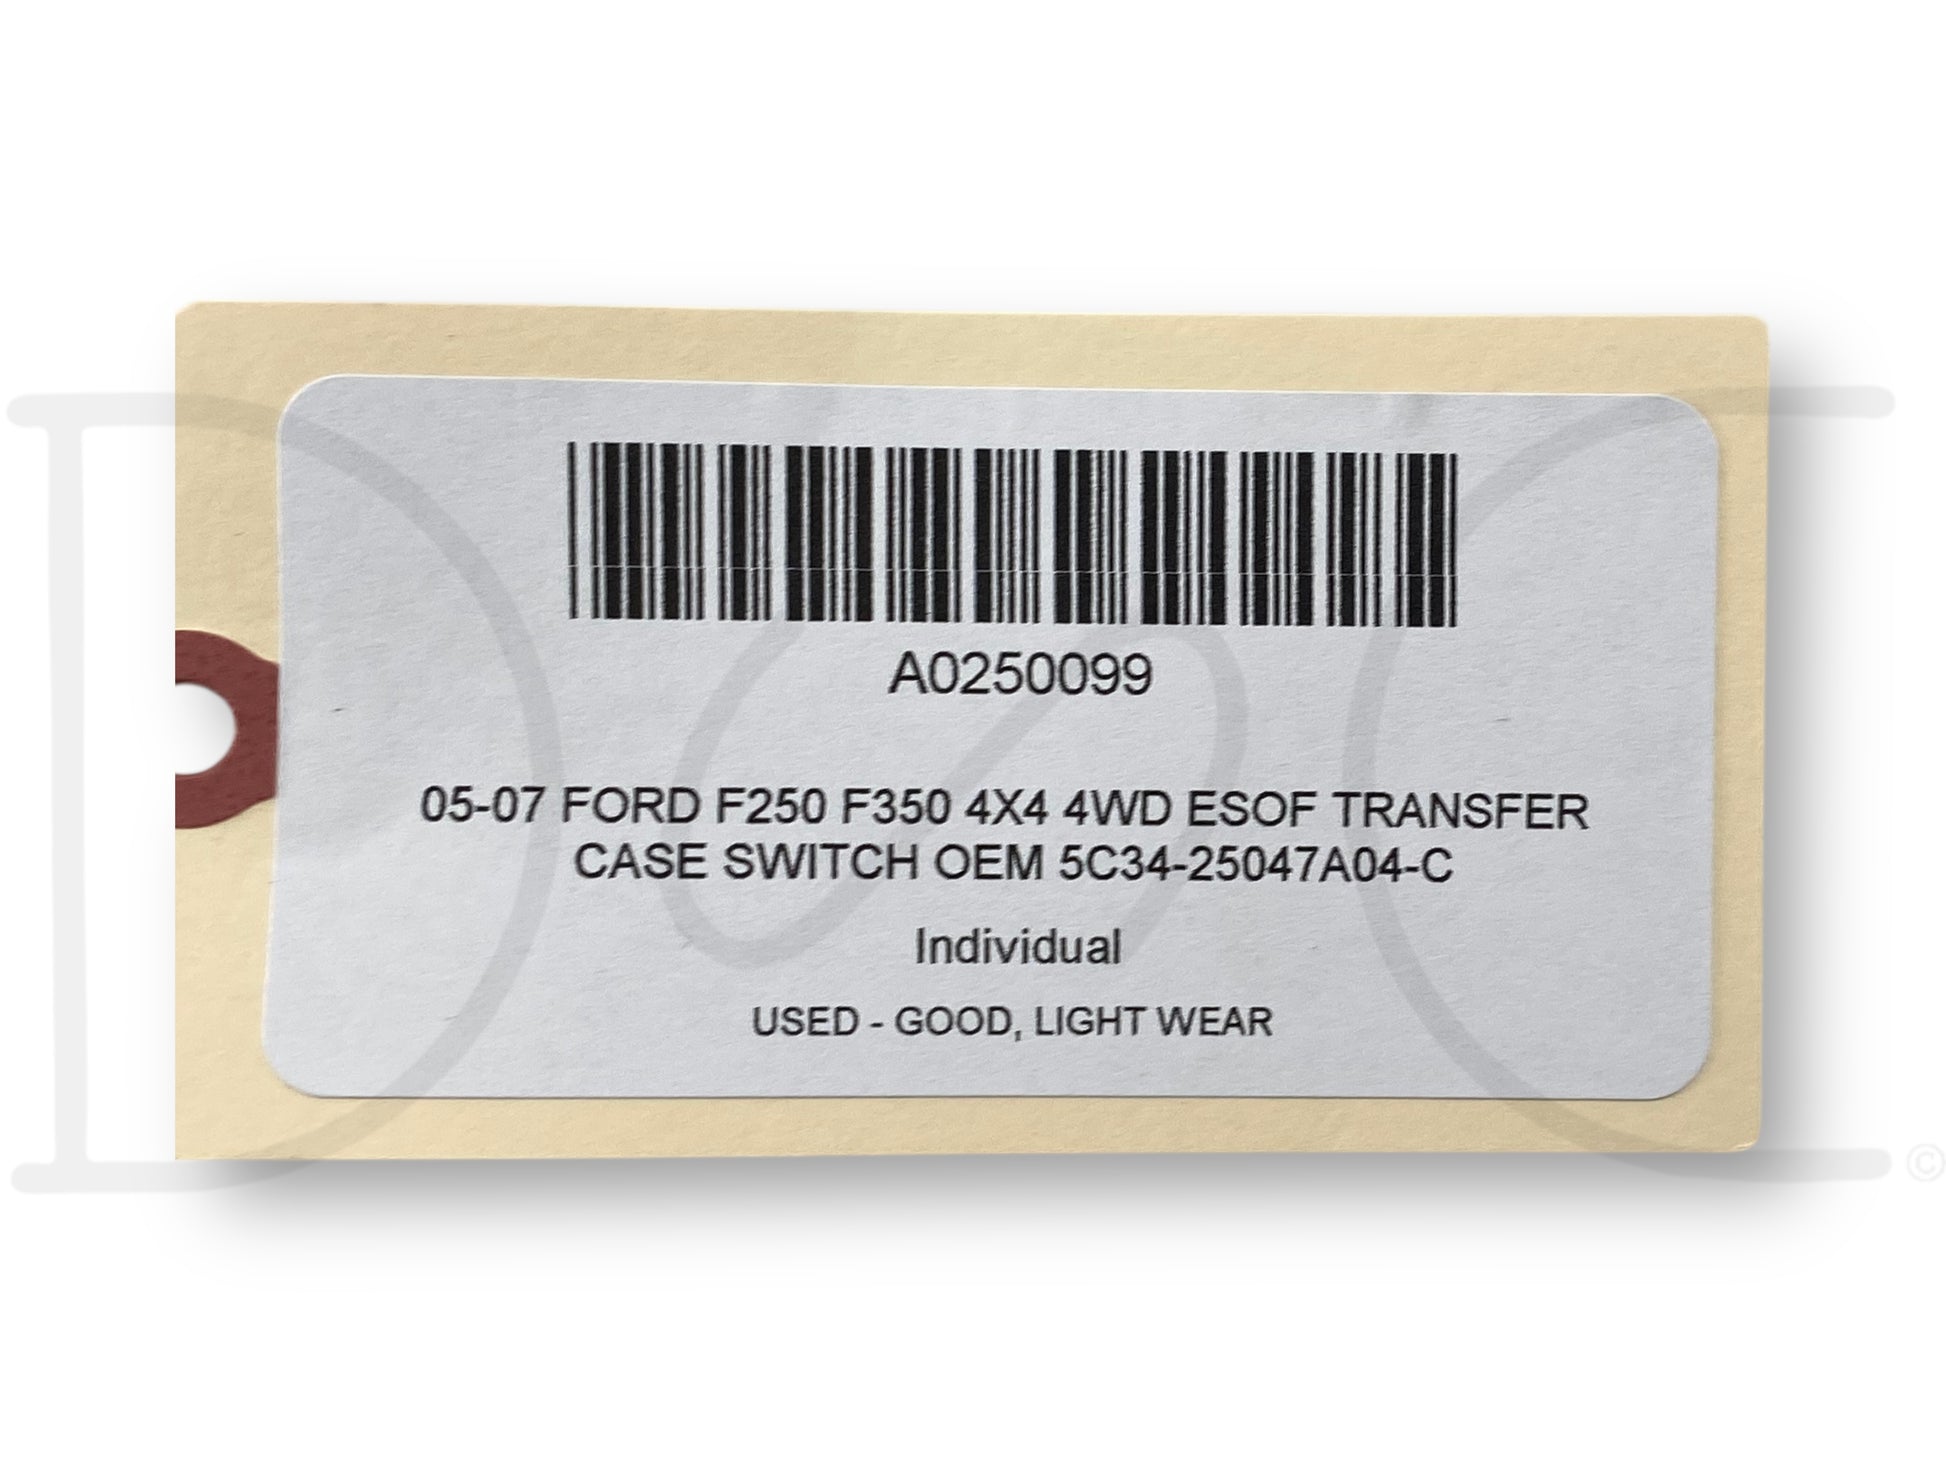 A0250099
05-07 FORD F250 F350 4X4 4WD ESOF TRANSFER
CASE SWITCH OEM 5C34-25047A04-C
Individual
USED - GOOD, LIGHT WEAR
©